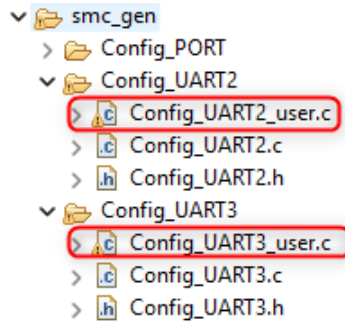 smc_gen
Config_PORT
Config_UART2
.c Config_UART2_user.c
.c Config_UART2.c
.h Config_UART2.h
Config_UART3
.c Config_UART3_user.c
.c Config_UART3.c
.h Config_UART3.h